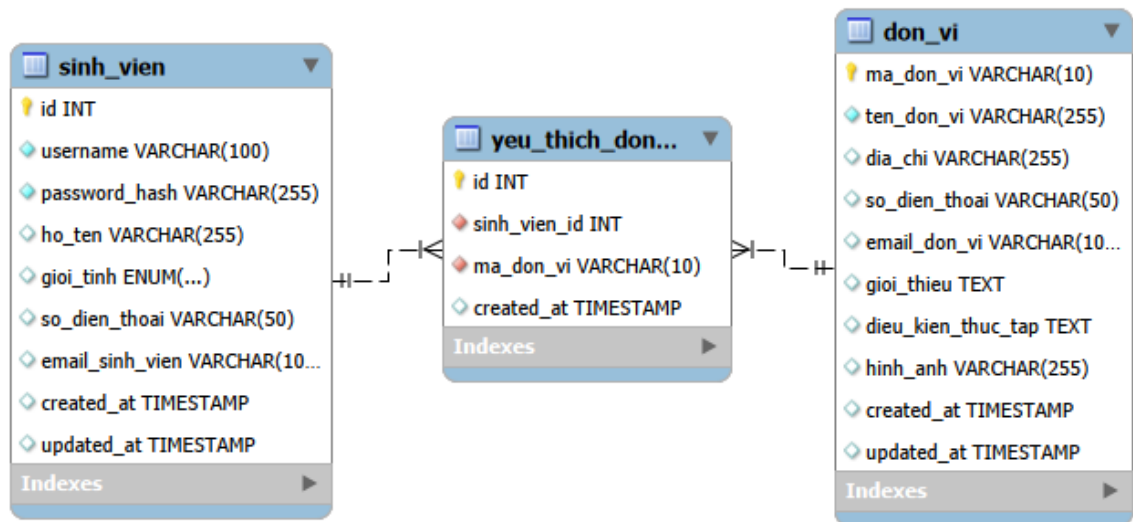 sinh_vien
id INT
username VARCHAR(100)
password_hash VARCHAR(255)
ho_ten VARCHAR(255)
gioi_tinh ENUM(...)
so_dien_thoai VARCHAR(50)
email_sinh_vien VARCHAR(10...
created_at TIMESTAMP
updated_at TIMESTAMP
Indexes
yeu_thich_don...
id INT
sinh_vien_id INT
ma_don_vi VARCHAR(10)
created_at TIMESTAMP
Indexes
don_vi
ma_don_vi VARCHAR(10)
ten_don_vi VARCHAR(255)
dia_chi VARCHAR(255)
so_dien_thoai VARCHAR(50)
email_don_vi VARCHAR(10...
gioi_thieu TEXT
dieu_kien_thuc_tap TEXT
hinh_anh VARCHAR(255)
created_at TIMESTAMP
updated_at TIMESTAMP
Indexes